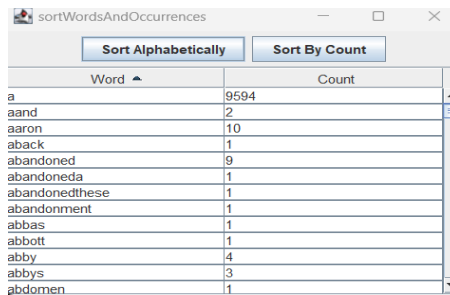 sortWordsAndOccurrences
Sort Alphabetically Sort By Count
Word Count
a 9594
aand 2
aaron 10
aback 1
abandoned 9
abandoneda 1
abandonedthese 1
abandonment 1
abbas 1
abbott 1
abby 4
abbys 3
abdomen 1